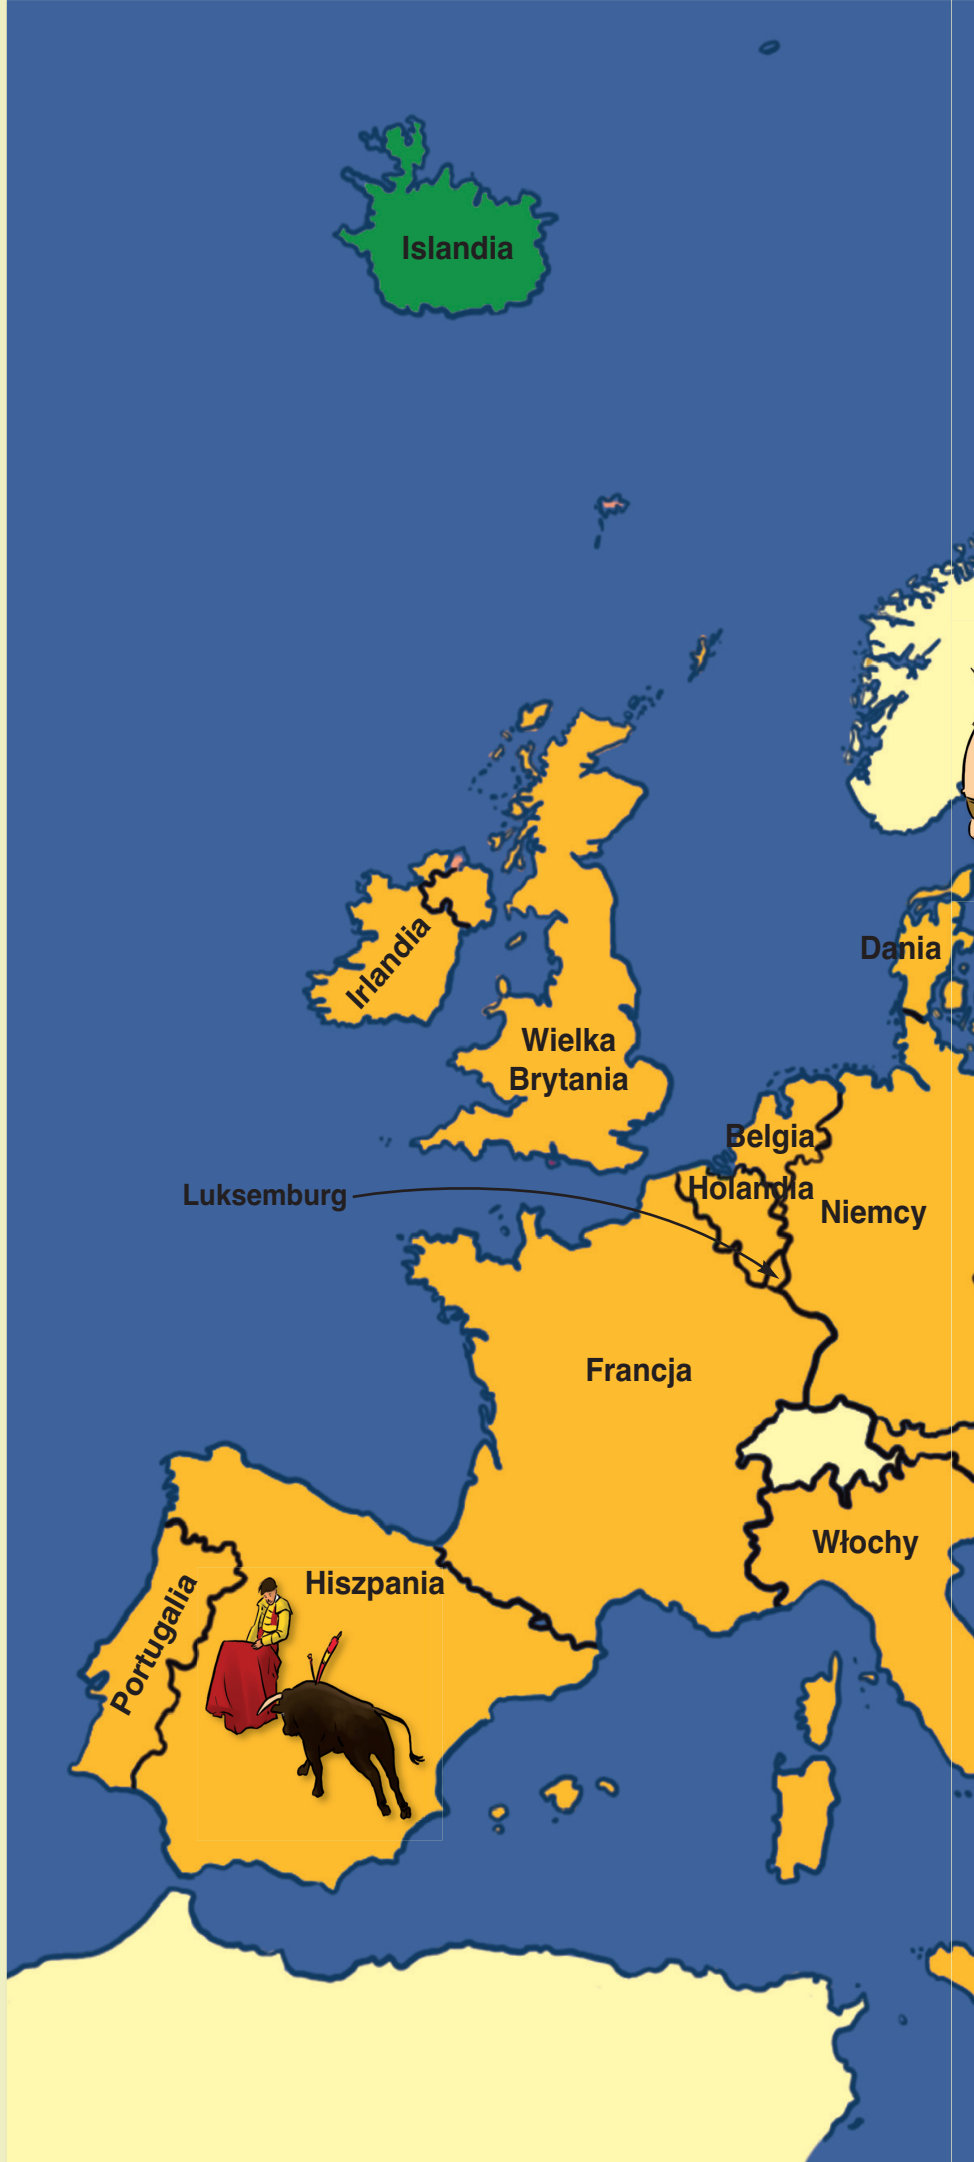 Islandia
Irlandia
Dania
Wielka
Brytania
Belgia
Holandia
Luksemburg
Niemcy
Francja
Włochy
Hiszpania
Portugalia